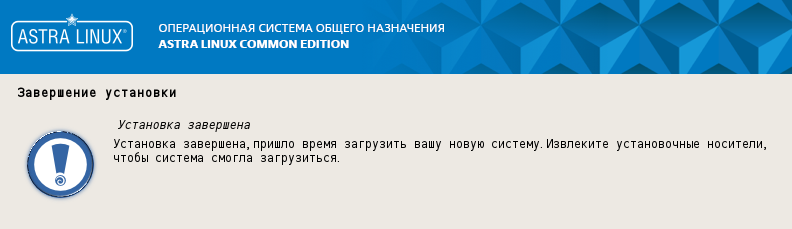 ASTRA LINUX®
ОПЕРАЦИОННАЯ СИСТЕМА ОБЩЕГО НАЗНАЧЕНИЯ
ASTRA LINUX COMMON EDITION
Завершение установки
Установка завершена
Установка завершена, пришло время загрузить вашу новую систему. Извлеките установочные носители,
чтобы система смогла загрузиться.